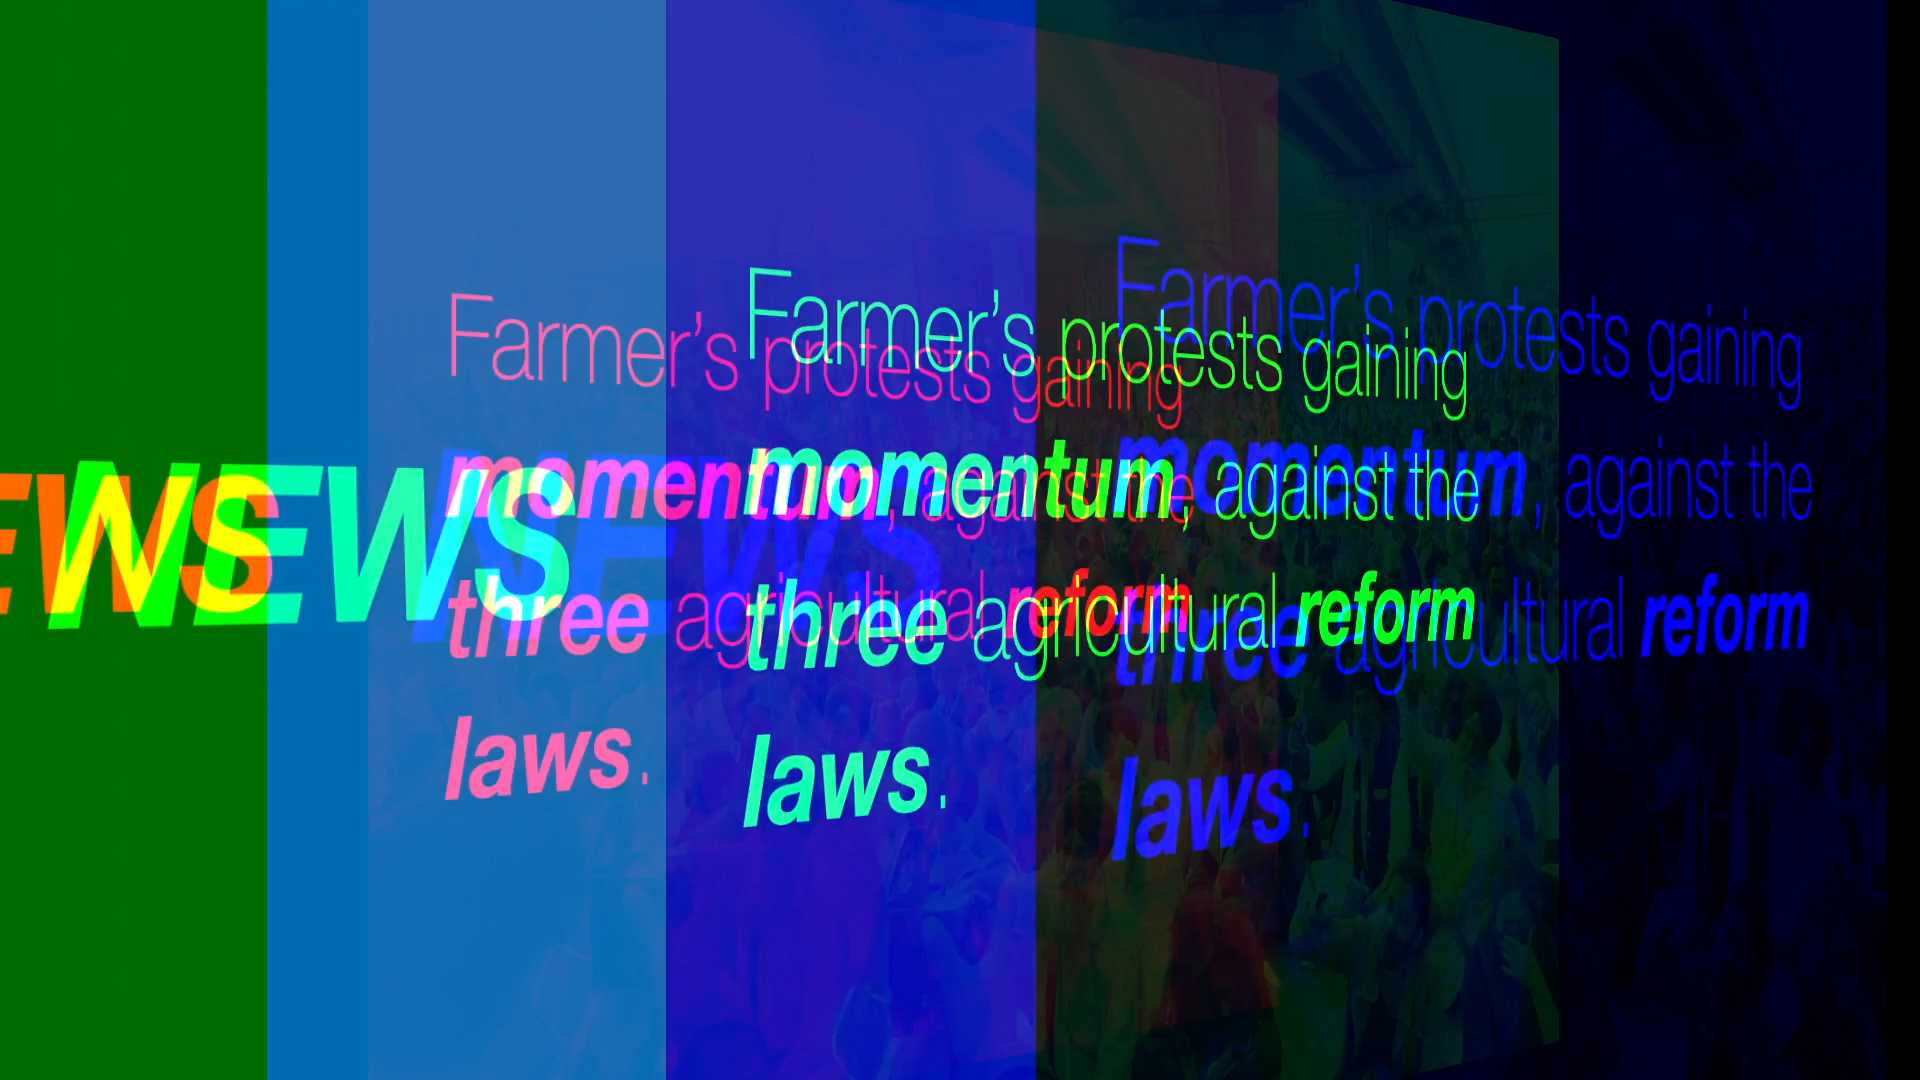 NEWS
Farmer's protests gaining
momentum, against the
three agricultural reform
laws.